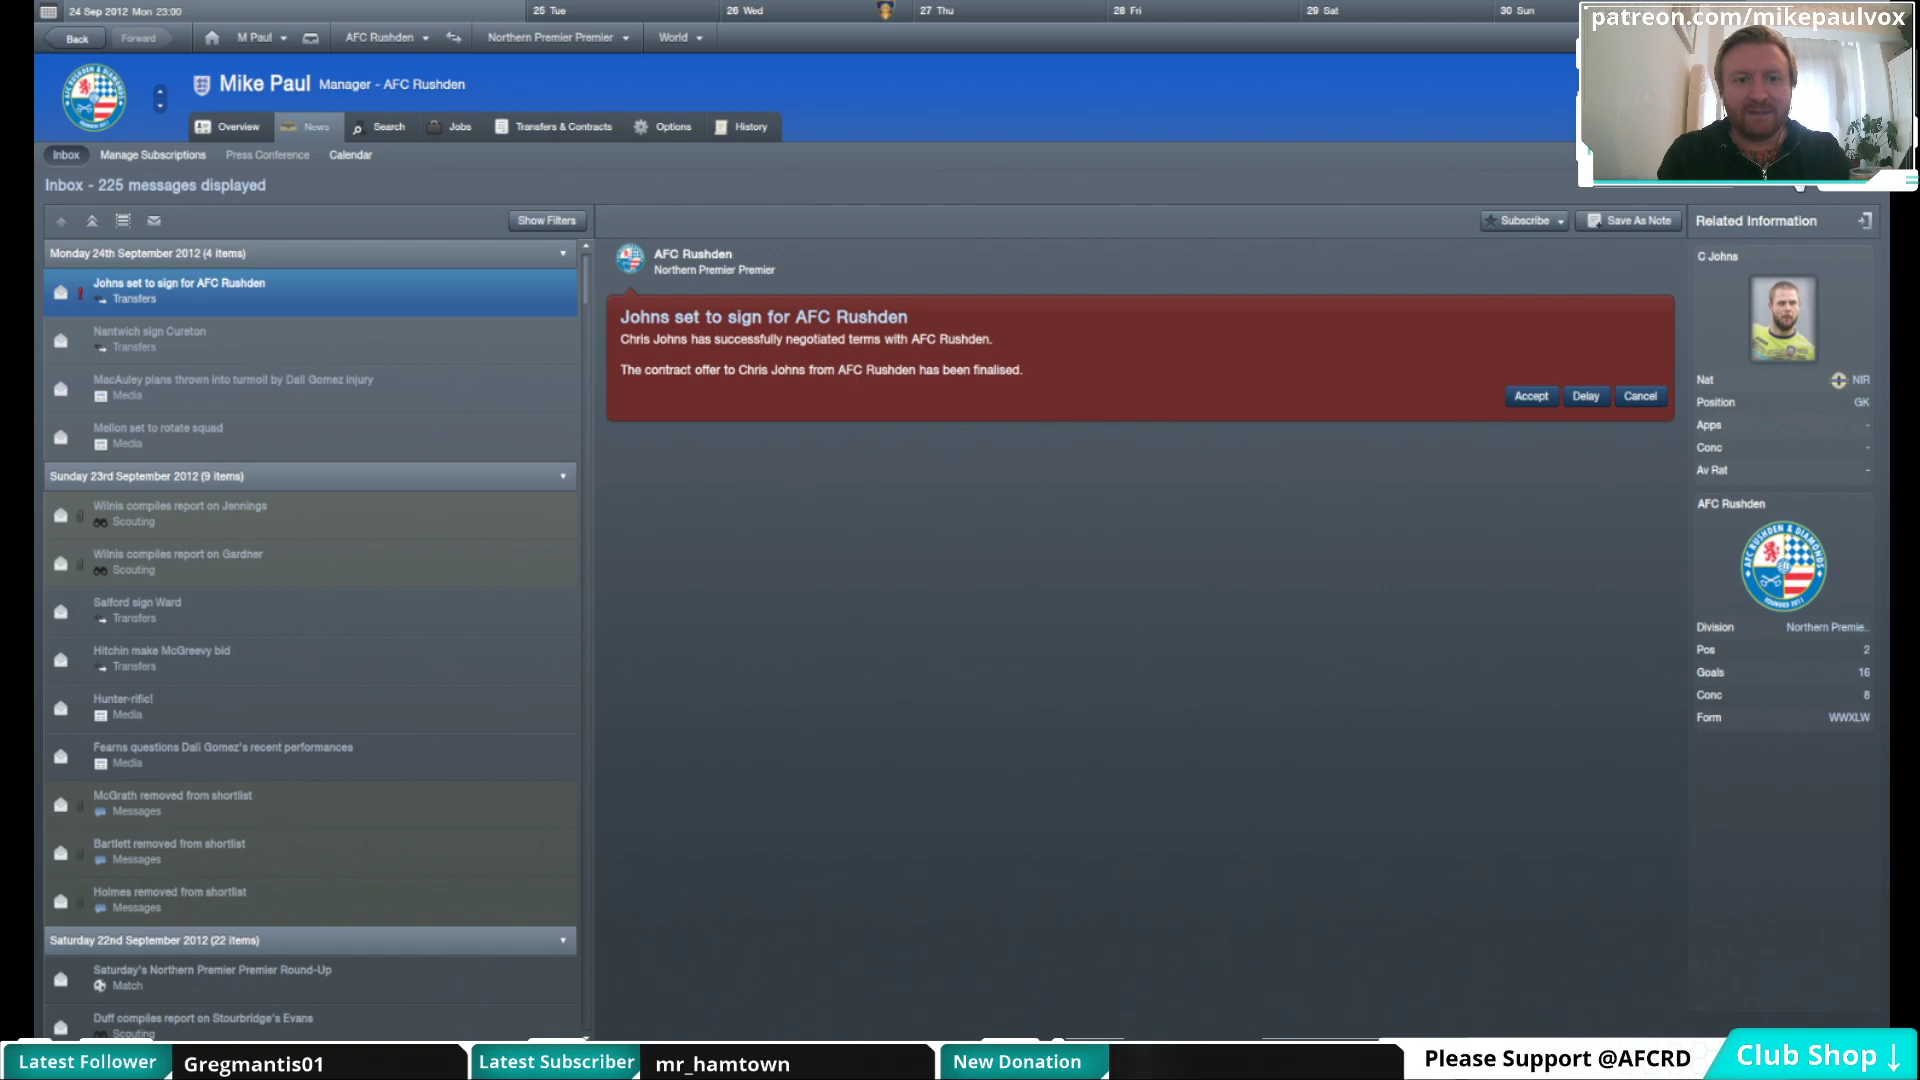 24 Sep 2012 Mon 23:00
25 Tue
26 Wed
27 Thu
28 Fri
29 Sat
30 Sun
patreon.com/mikepaulvox
Back
Forward
M Paul
AFC Rushden
Northern Premier Premier
World
Mike Paul Manager - AFC Rushden
Overview
News
Search
Jobs
Transfers & Contracts
Options
History
Inbox
Manage Subscriptions
Press Conference
Calendar
Inbox - 225 messages displayed
Show Filters
Subscribe
Save As Note
Related Information
Monday 24th September 2012 (4 items)
Johns set to sign for AFC Rushden
Transfers
Nantwich sign Cureton
Transfers
MacAuley plans thrown into turmoil by Dali Gomez injury
Media
Mellon set to rotate squad
Media
Sunday 23rd September 2012 (9 items)
Wilnis compiles report on Jennings
Scouting
Wilnis compiles report on Gardner
Scouting
Salford sign Ward
Transfers
Hitchin make McGreevy bid
Transfers
Hunter-rific!
Media
Fearns questions Dali Gomez's recent performances
Media
McGrath removed from shortlist
Messages
Bartlett removed from shortlist
Messages
Holmes removed from shortlist
Messages
Saturday 22nd September 2012 (22 items)
Saturday's Northern Premier Premier Round-Up
Match
Duff compiles report on Stourbridge's Evans
Scouting
AFC Rushden
Northern Premier Premier
Johns set to sign for AFC Rushden
Chris Johns has successfully negotiated terms with AFC Rushden.
The contract offer to Chris Johns from AFC Rushden has been finalised.
Accept
Delay
Cancel
C Johns
Nat NIR
Position GK
Apps -
Conc -
Av Rat -
AFC Rushden
AFC RUSHDEN & DIAMONDS
FOUNDED 2011
Division Northern Premie..
Pos 2
Goals 16
Conc 8
Form WWXLW
Latest Follower
Gregmantis01
Latest Subscriber
mr_hamtown
New Donation
Please Support @AFCRD
Club Shop ↓